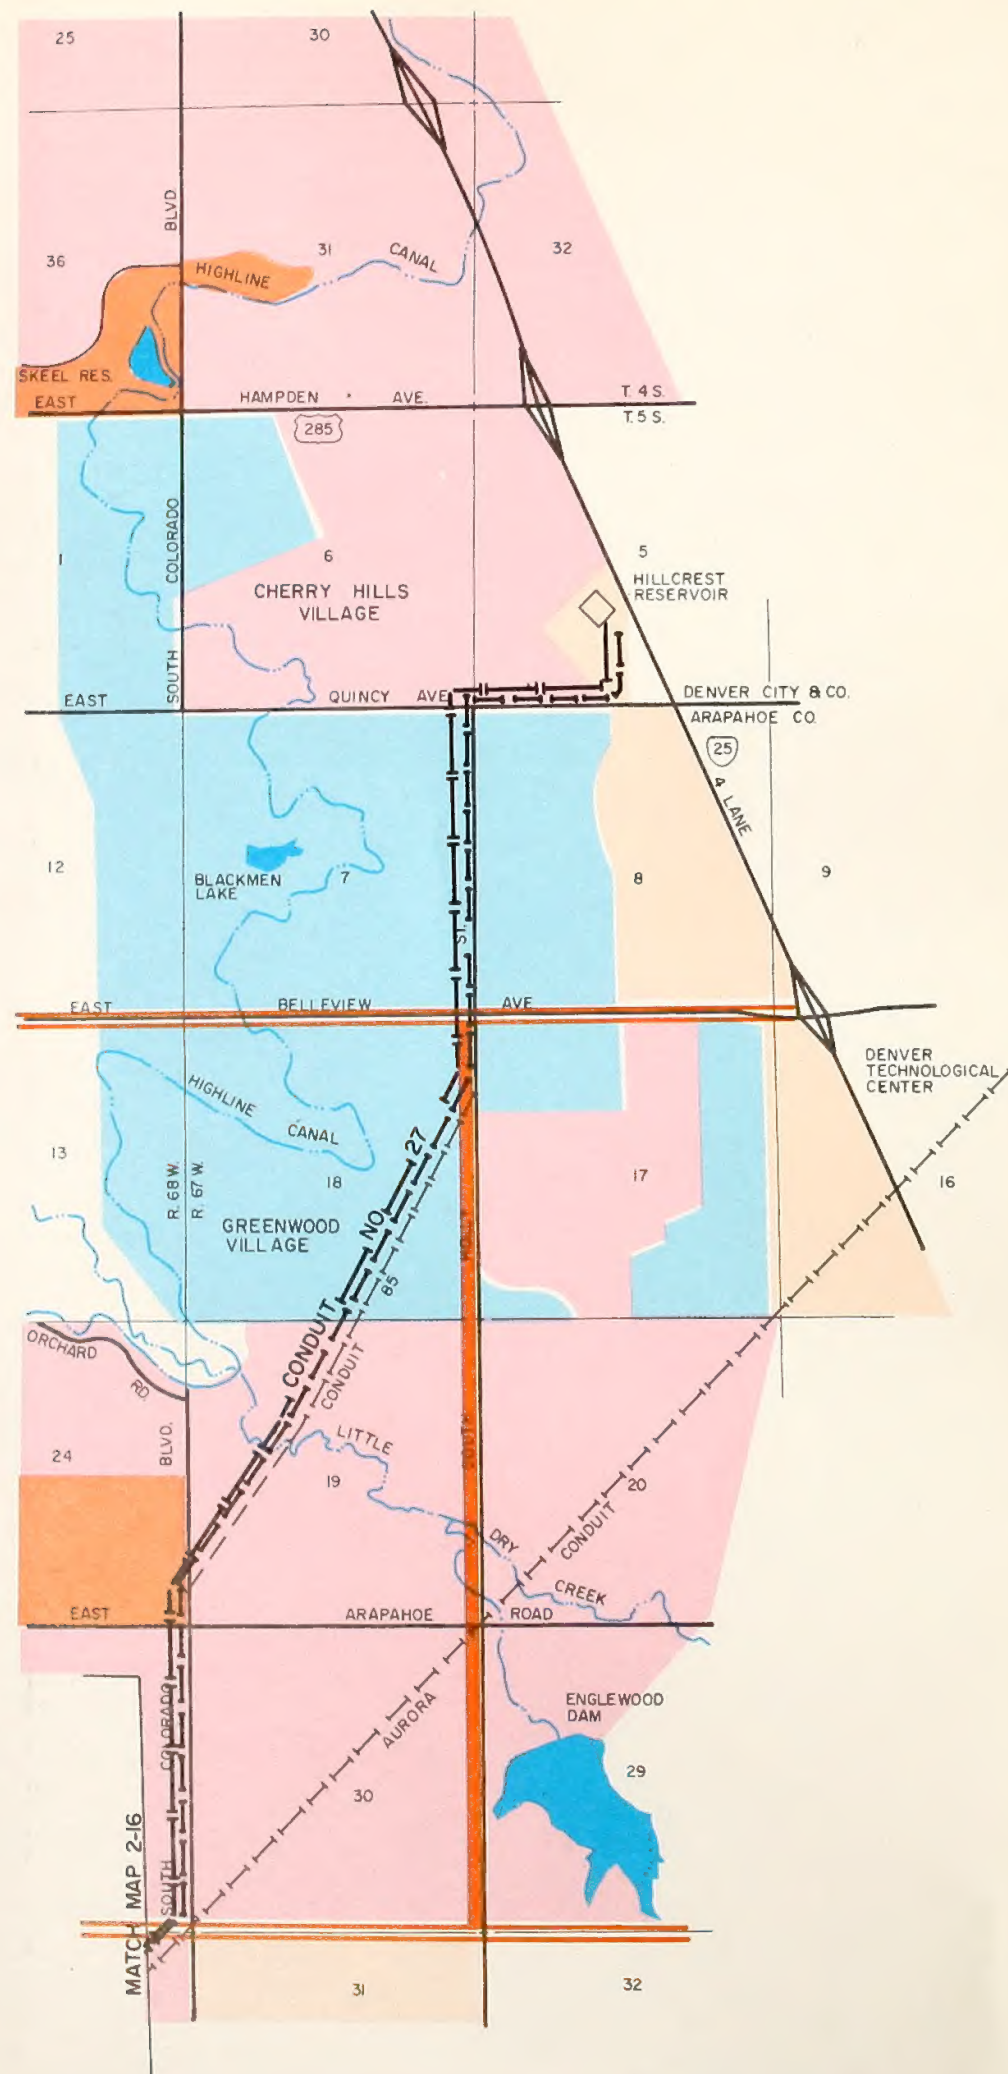 25
30
BLVD.
36
31
CANAL
32
HIGHLINE
SKEEL RES.
EAST
HAMPDEN
AVE.
T. 4 S.
T. 5 S.
285
COLORADO
1
6
5
HILLCREST
RESERVOIR
CHERRY HILLS
VILLAGE
SOUTH
EAST
QUINCY AVE.
DENVER CITY & CO.
ARAPAHOE CO.
25
4 LANE
12
BLACKMEN
LAKE
7
8
9
ST.
EAST
BELLEVIEW
AVE
DENVER
TECHNOLOGICAL
CENTER
HIGHLINE
CANAL
13
R. 68 W.
R. 67 W.
18
17
16
GREENWOOD
VILLAGE
HOLLY
CONDUIT NO. 27
CONDUIT 85
ORCHARD
RD.
BLVD.
LITTLE
SOUTH
24
19
20
DRY
CONDUIT
CREEK
EAST
ARAPAHOE
ROAD
COLORADO
AURORA
ENGLEWOOD
DAM
29
30
SOUTH
MATCH MAP 2-16
31
32